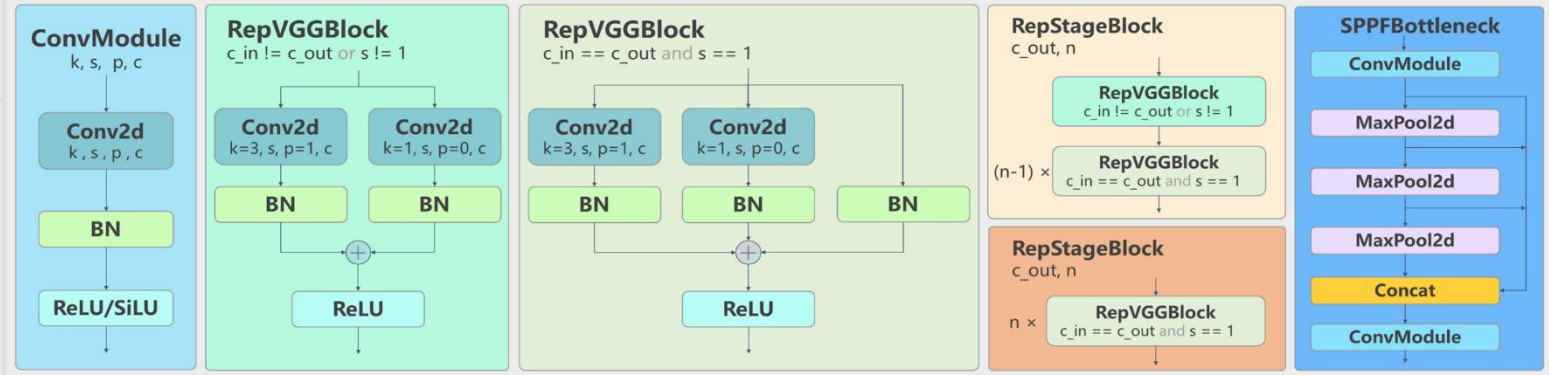 ConvModule
k, s, p, c
Conv2d
k , s , p , c
BN
ReLU/SiLU
RepVGGBlock
c_in != c_out or s != 1
Conv2d
k=3, s, p=1, c
Conv2d
k=1, s, p=0, c
BN
BN
ReLU
RepVGGBlock
c_in == c_out and s == 1
Conv2d
k=3, s, p=1, c
Conv2d
k=1, s, p=0, c
BN
BN
BN
ReLU
RepStageBlock
c_out, n
RepVGGBlock
c_in != c_out or s != 1
(n-1) ×
RepVGGBlock
c_in == c_out and s == 1
RepStageBlock
c_out, n
n ×
RepVGGBlock
c_in == c_out and s == 1
SPPFBottleneck
ConvModule
MaxPool2d
MaxPool2d
MaxPool2d
Concat
ConvModule